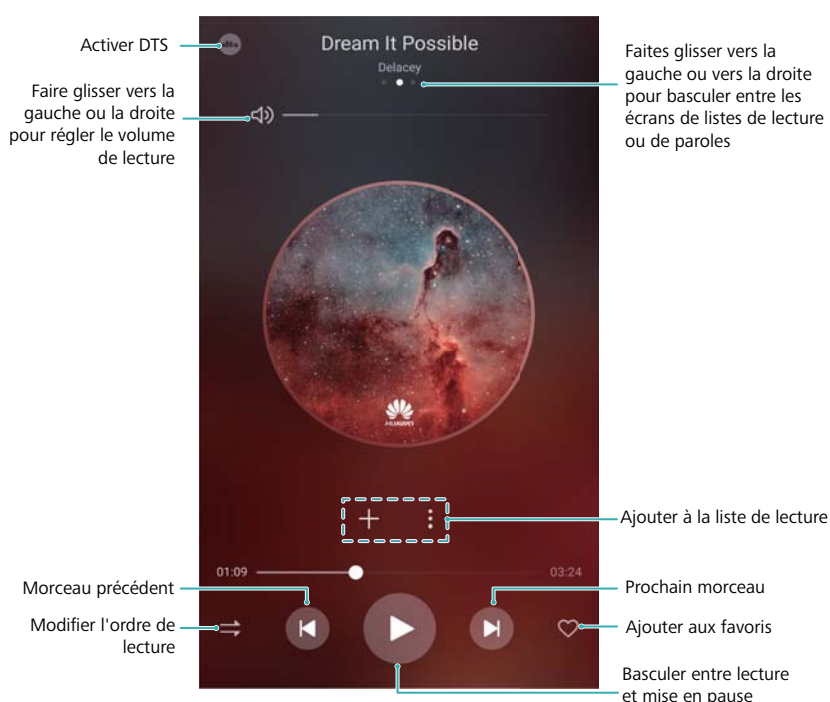 Activer DTS
Dream It Possible
Delacey
Faire glisser vers la
gauche ou la droite
pour régler le volume
de lecture
Faites glisser vers la
gauche ou vers la droite
pour basculer entre les
écrans de listes de lecture
ou de paroles
HUAWEI
Ajouter à la liste de lecture
01:09
03:24
Morceau précédent
Prochain morceau
Modifier l'ordre de
lecture
Ajouter aux favoris
Basculer entre lecture
et mise en pause